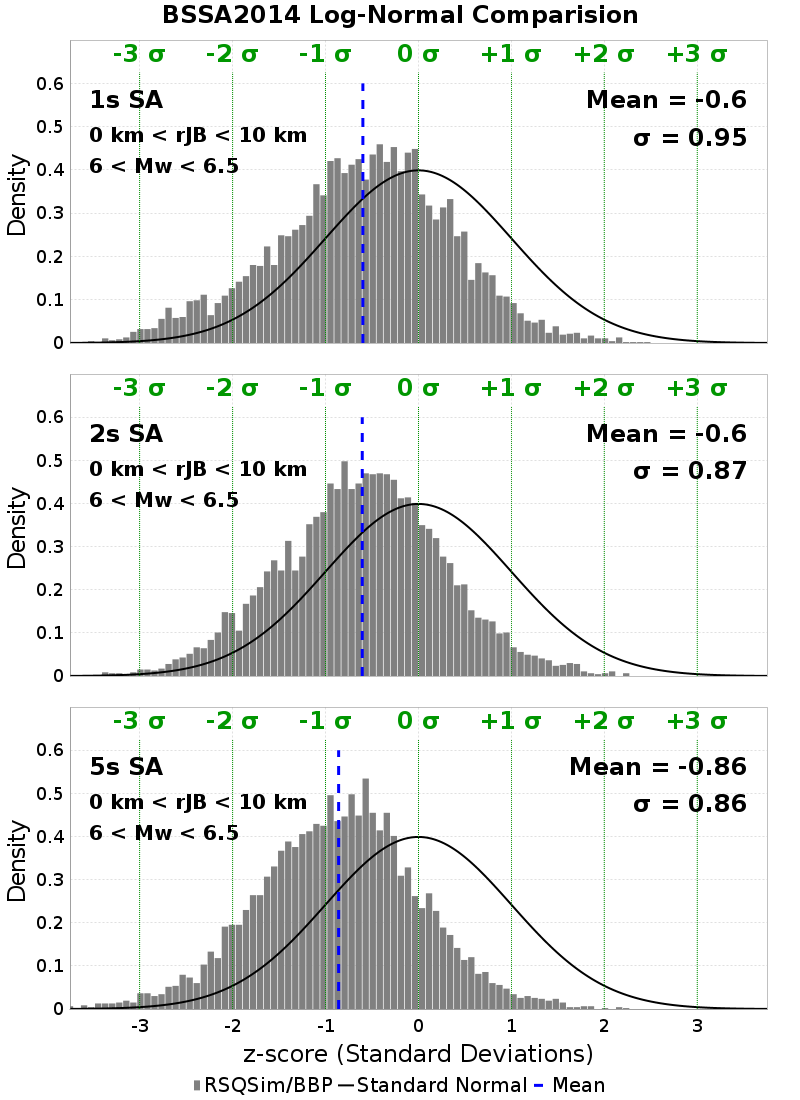 BSSA2014 Log-Normal Comparision
-3 σ -2 σ -1 σ 0 σ +1 σ +2 σ +3 σ
0.6
1s SA Mean = -0.6
0.5
0 km < rJB < 10 km σ = 0.95
6 < Mw < 6.5
0.4
0.3
0.2
0.1
0
Density
-3 σ -2 σ -1 σ 0 σ +1 σ +2 σ +3 σ
0.6
2s SA Mean = -0.6
0.5
0 km < rJB < 10 km σ = 0.87
6 < Mw < 6.5
0.4
0.3
0.2
0.1
0
Density
-3 σ -2 σ -1 σ 0 σ +1 σ +2 σ +3 σ
0.6
5s SA Mean = -0.86
0.5
0 km < rJB < 10 km σ = 0.86
6 < Mw < 6.5
0.4
0.3
0.2
0.1
0
Density
-3 -2 -1 0 1 2 3
z-score (Standard Deviations)
RSQSim/BBP Standard Normal Mean